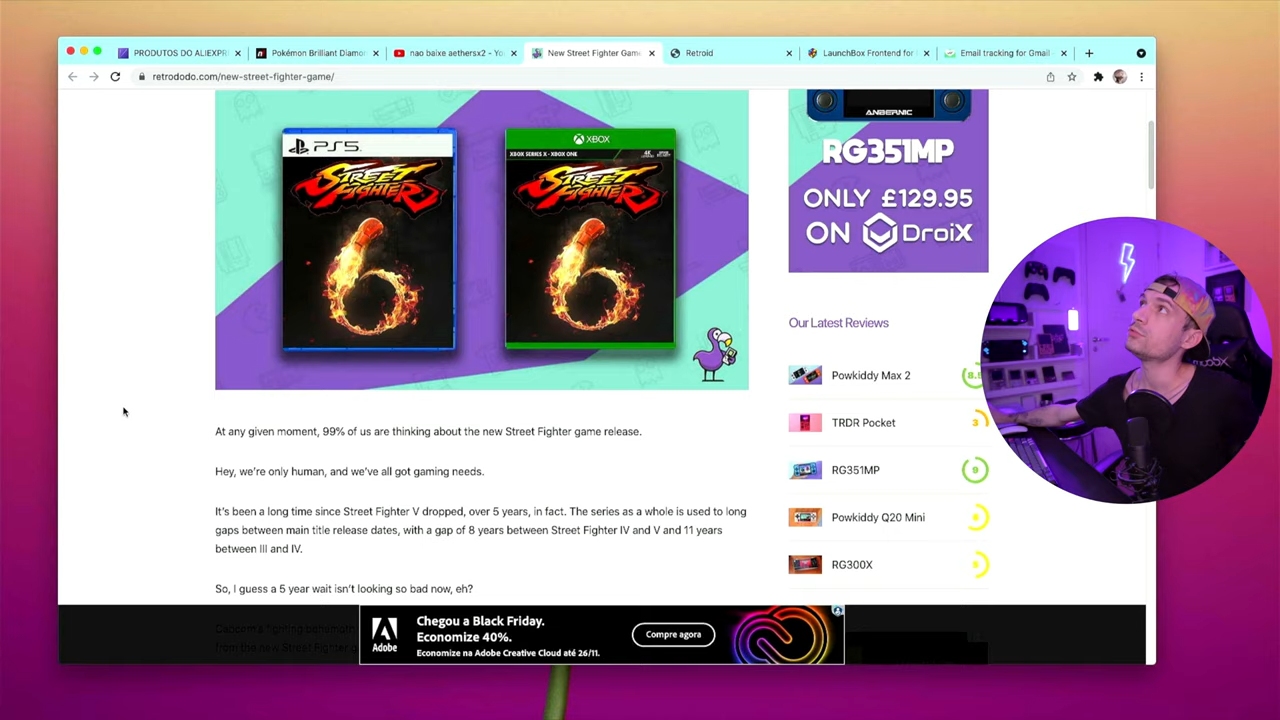 PRODUTOS DO ALIEXPR
Pokémon Brilliant Diamon
nao baixe aethersx2 - Yo
New Street Fighter Game
Retroid
LaunchBox Frontend for
Email tracking for Gmail -
retrododo.com/new-street-fighter-game/
PS5
XBOX
XBOX SERIES X - XBOX ONE
STREET FIGHTER
6
STREET FIGHTER
6
ANBERNIC
RG351MP
ONLY £129.95
ON DroiX
Our Latest Reviews
Powkiddy Max 2
TRDR Pocket
3
RG351MP
9
Powkiddy Q20 Mini
RG300X
At any given moment, 99% of us are thinking about the new Street Fighter game release.
Hey, we're only human, and we've all got gaming needs.
It's been a long time since Street Fighter V dropped, over 5 years, in fact. The series as a whole is used to long
gaps between main title release dates, with a gap of 8 years between Street Fighter IV and V and 11 years
between III and IV.
So, I guess a 5 year wait isn't looking so bad now, eh?
Adobe
Chegou a Black Friday.
Economize 40%.
Economize na Adobe Creative Cloud até 26/11.
Compre agora